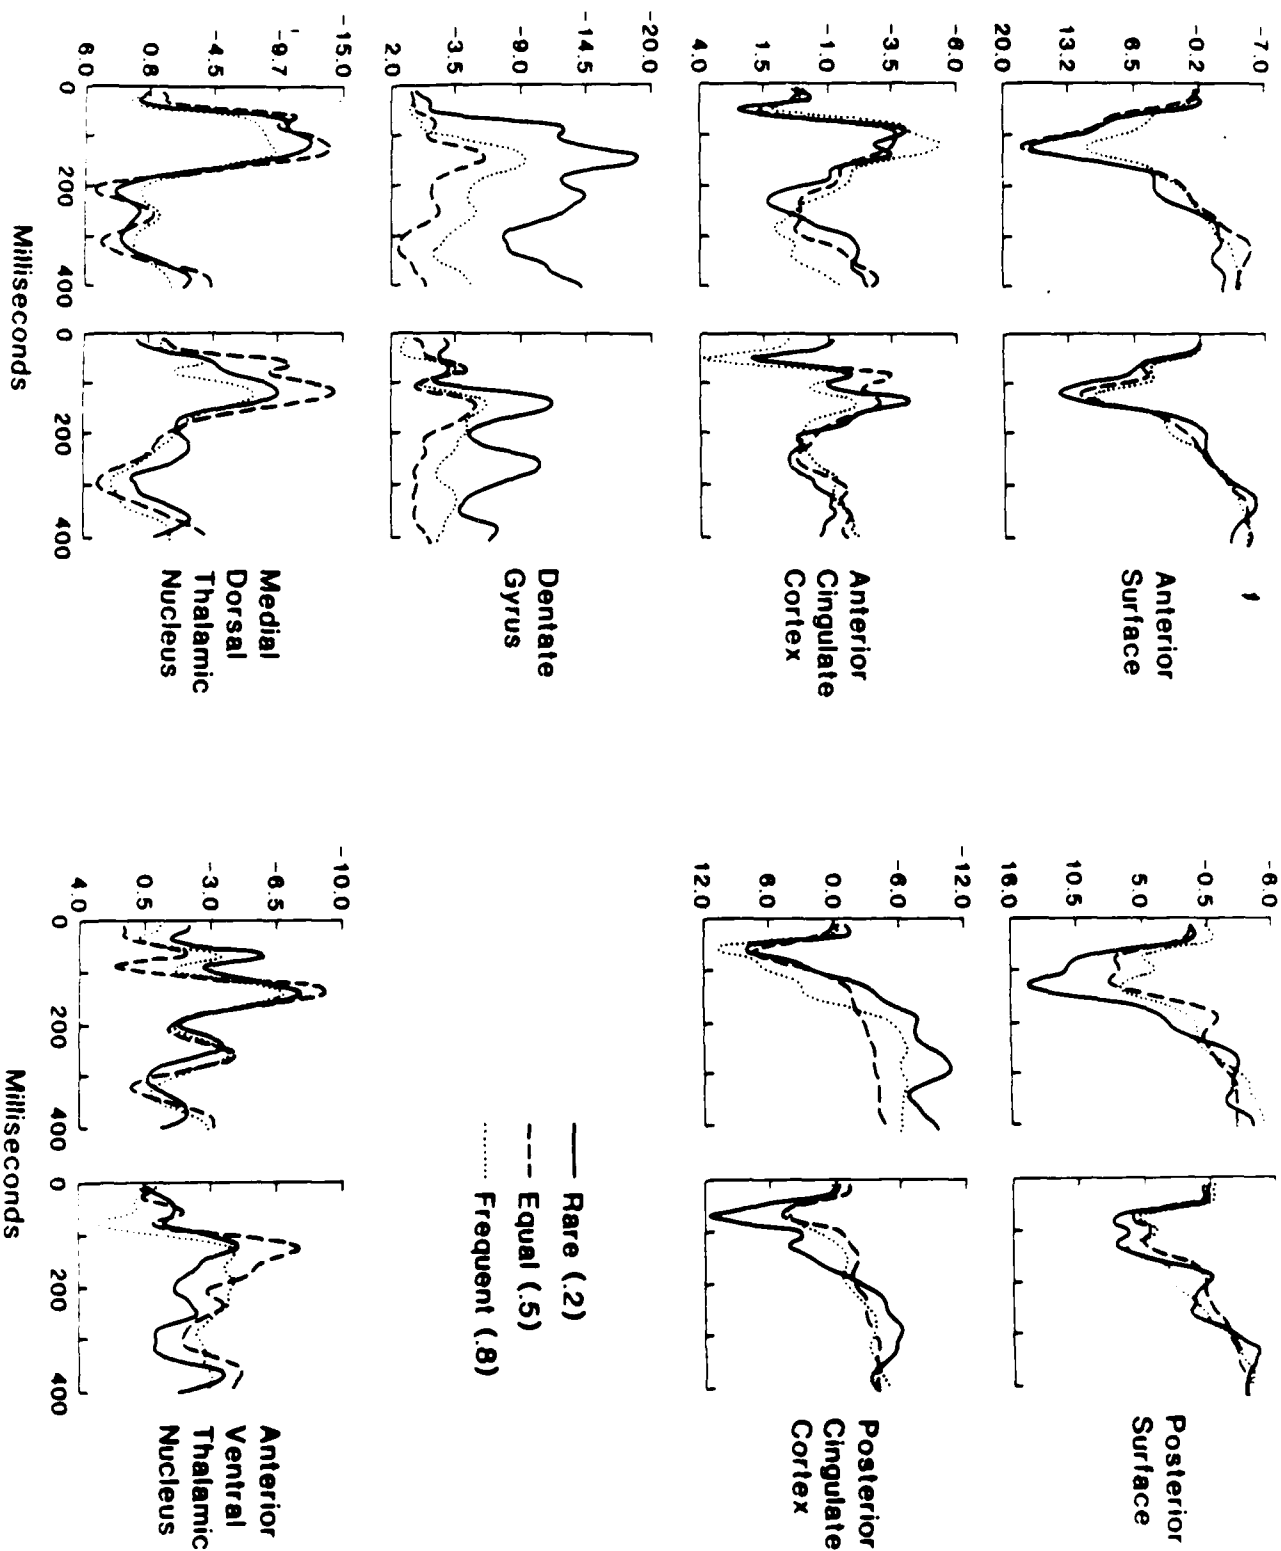 -7.0
-0.2
6.5
13.2
20.0
Anterior
Surface
-6.0
-0.5
5.0
10.5
16.0
Posterior
Surface
-6.0
-3.5
-1.0
1.5
4.0
Anterior
Cingulate
Cortex
-12.0
-6.0
0.0
6.0
12.0
Posterior
Cingulate
Cortex
-20.0
-14.5
-9.0
-3.5
2.0
Dentate
Gyrus
Rare (.2)
Equal (.5)
Frequent (.8)
-15.0
-9.7
-4.5
0.8
6.0
0 200 400 0 200 400
Medial
Dorsal
Thalamic
Nucleus
Milliseconds
-10.0
-6.5
-3.0
0.5
4.0
0 200 400 0 200 400
Anterior
Ventral
Thalamic
Nucleus
Milliseconds